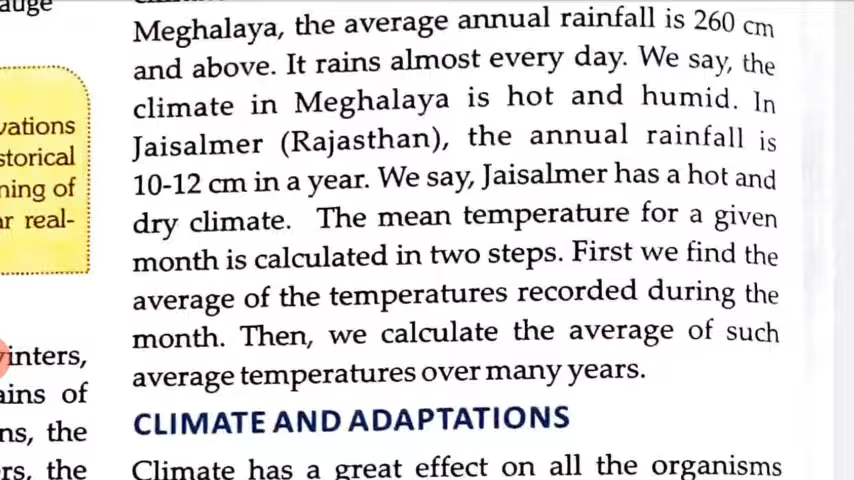 auge
vations
storical
ning of
ar real-
winters,
ains of
ns, the
rs, the
Meghalaya, the average annual rainfall is 260 cm
and above. It rains almost every day. We say, the
climate in Meghalaya is hot and humid. In
Jaisalmer (Rajasthan), the annual rainfall is
10-12 cm in a year. We say, Jaisalmer has a hot and
dry climate. The mean temperature for a given
month is calculated in two steps. First we find the
average of the temperatures recorded during the
month. Then, we calculate the average of such
average temperatures over many years.
CLIMATE AND ADAPTATIONS
Climate has a great effect on all the organisms